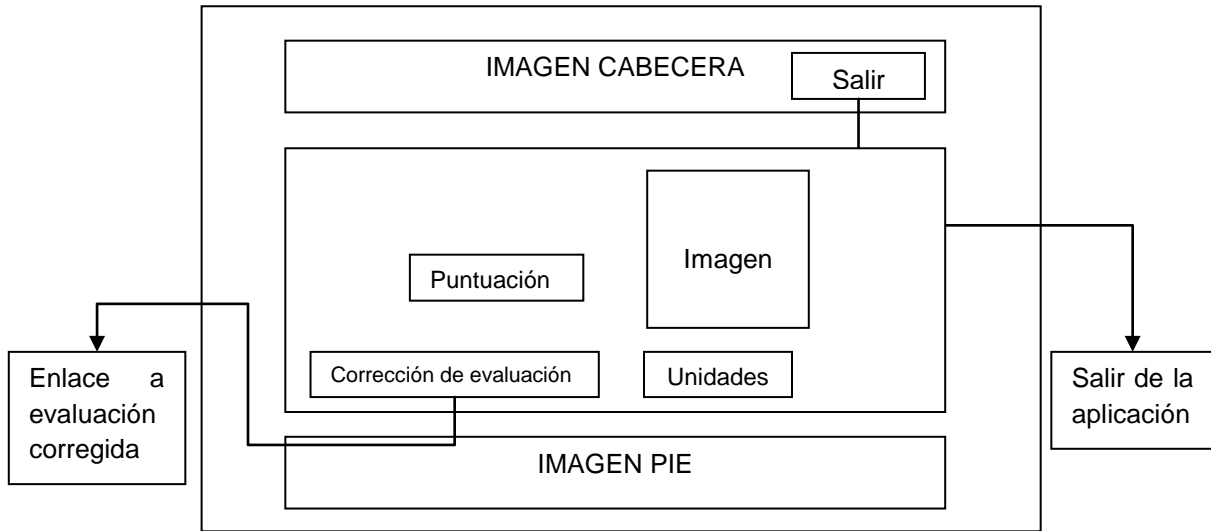 IMAGEN CABECERA
Salir
Imagen
Puntuación
Corrección de evaluación
Unidades
Enlace a
evaluación
corregida
Salir de la
aplicación
IMAGEN PIE